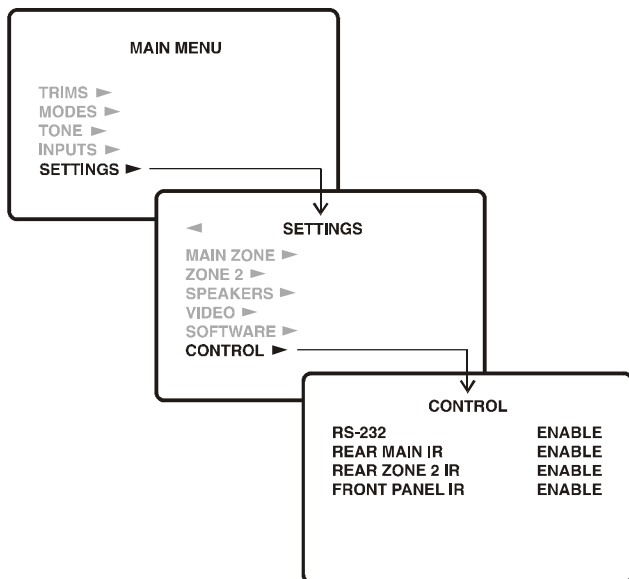 MAIN MENU
TRIMS ►
MODES ►
TONE ►
INPUTS ►
SETTINGS ►
◄ SETTINGS
MAIN ZONE ►
ZONE 2 ►
SPEAKERS ►
VIDEO ►
SOFTWARE ►
CONTROL ►
CONTROL
RS-232 ENABLE
REAR MAIN IR ENABLE
REAR ZONE 2 IR ENABLE
FRONT PANEL IR ENABLE